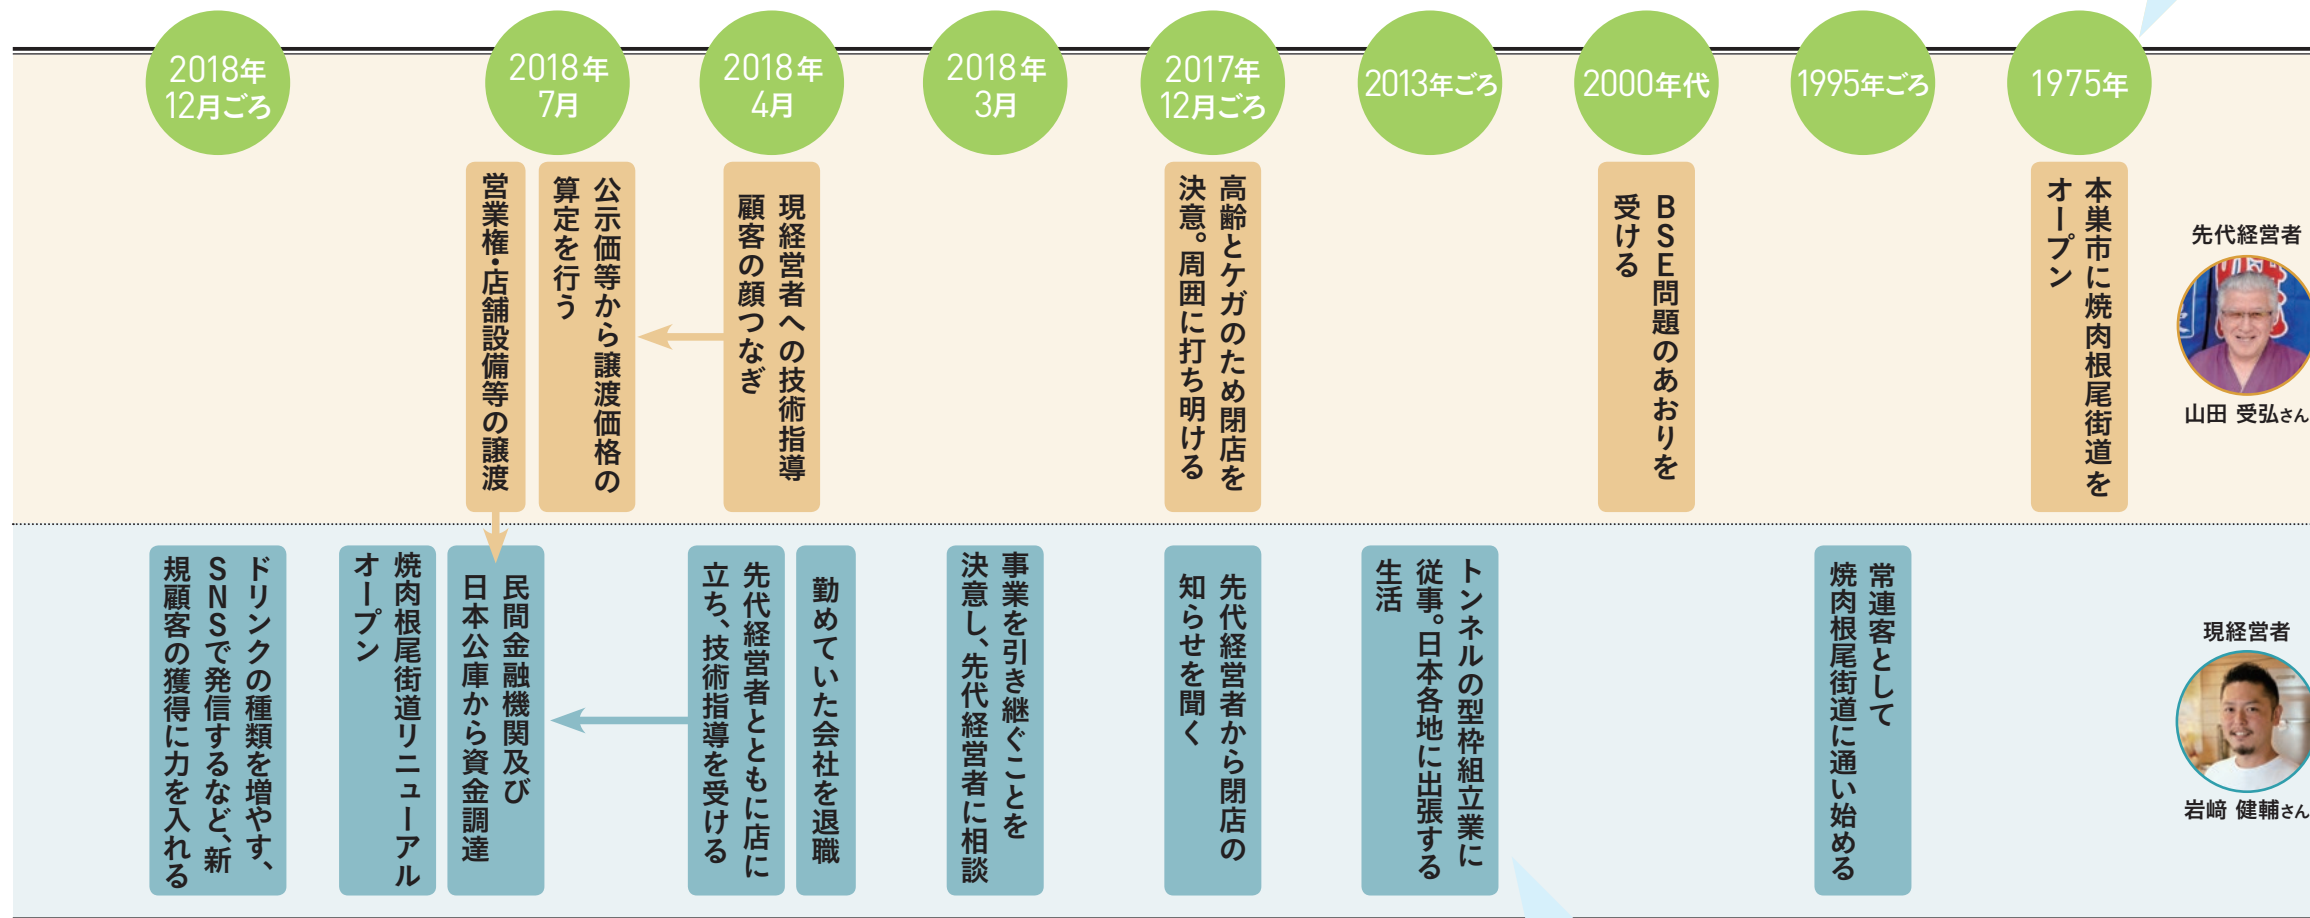 先代経営者
山田 受弘さん
現経営者
岩﨑 健輔さん
1975年
本巣市に焼肉根尾街道を
オープン
1995年ごろ
常連客として
焼肉根尾街道に通い始める
2000年代
BSE問題のあおりを
受ける
2013年ごろ
トンネルの型枠組立業に
従事。日本各地に出張する
生活
2017年
12月ごろ
高齢とケガのため閉店を
決意。周囲に打ち明ける
先代経営者から閉店の
知らせを聞く
2018年
3月
事業を引き継ぐことを
決意し、先代経営者に相談
2018年
4月
現経営者への技術指導
顧客の顔つなぎ
勤めていた会社を退職
先代経営者とともに店に
立ち、技術指導を受ける
2018年
7月
公示価等から譲渡価格の
算定を行う
営業権・店舗設備等の譲渡
民間金融機関及び
日本公庫から資金調達
焼肉根尾街道リニューアル
オープン
2018年
12月ごろ
ドリンクの種類を増やす、
SNSで発信するなど、新
規顧客の獲得に力を入れる